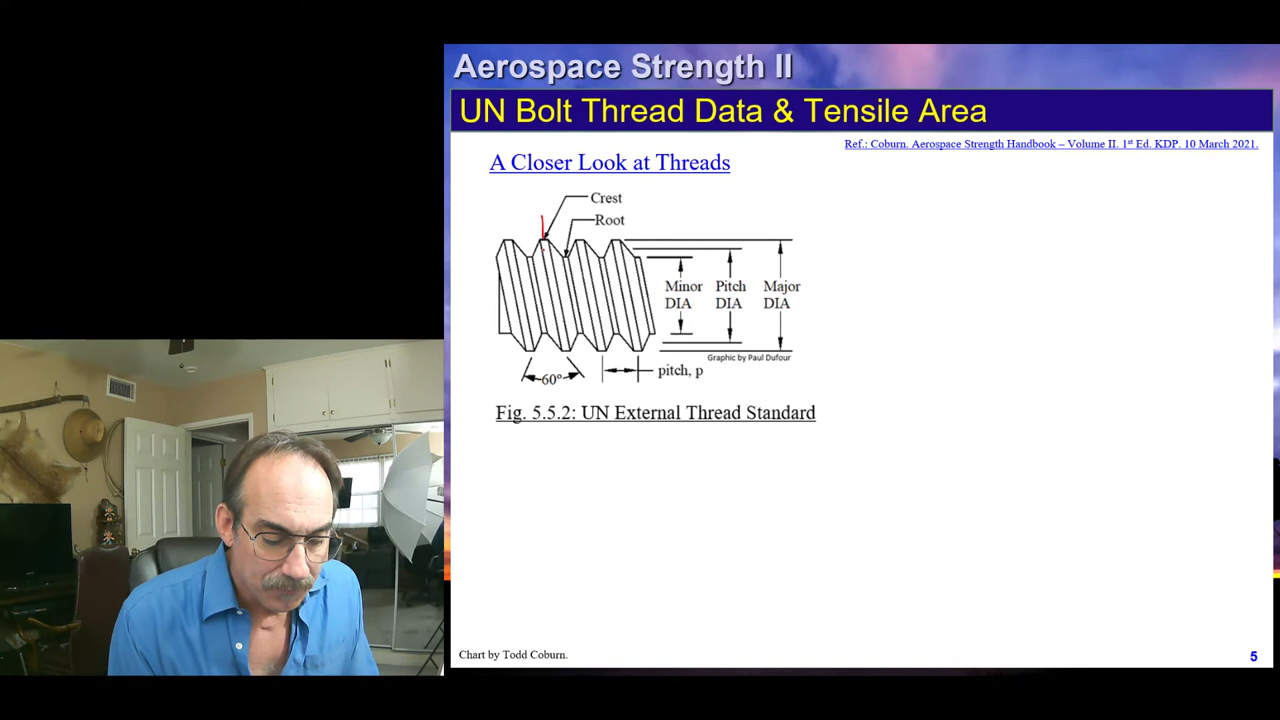 Aerospace Strength II
UN Bolt Thread Data & Tensile Area
Ref.: Coburn. Aerospace Strength Handbook – Volume II. 1st Ed. KDP. 10 March 2021.
A Closer Look at Threads
Crest
Root
Minor DIA
Pitch DIA
Major DIA
Graphic by Paul Dufour
60°
pitch, p
Fig. 5.5.2: UN External Thread Standard
Chart by Todd Coburn.
5